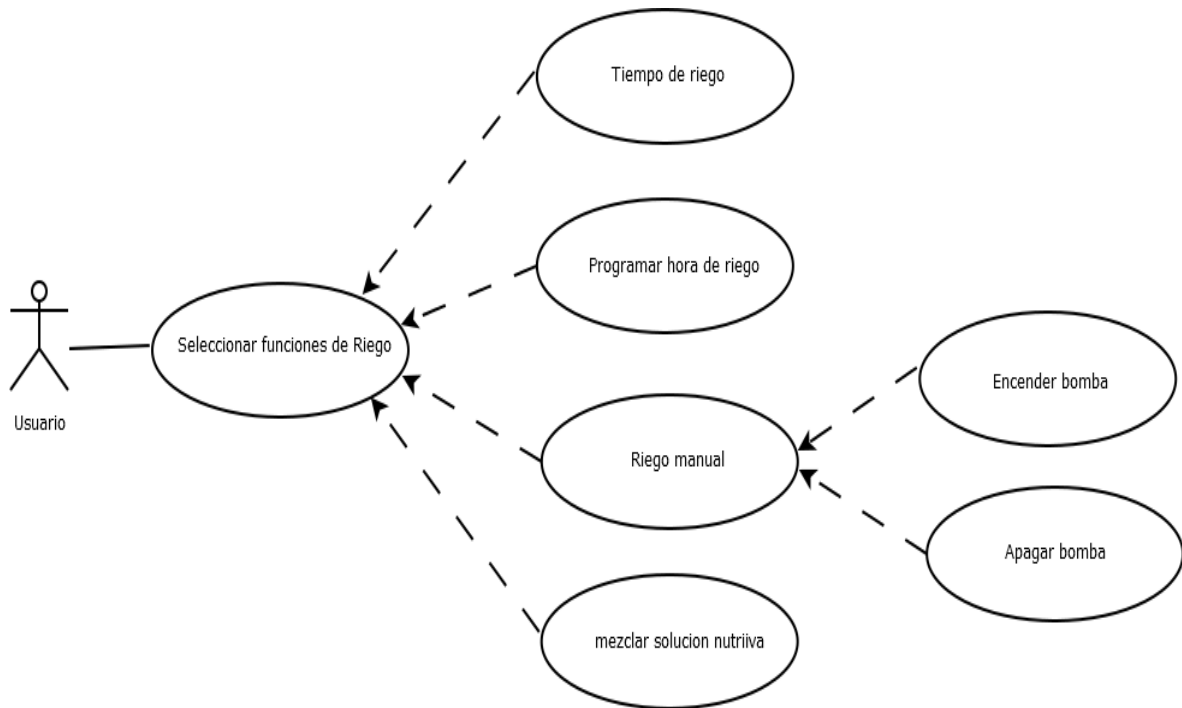 Tiempo de riego
Programar hora de riego
Seleccionar funciones de Riego
Usuario
Encender bomba
Riego manual
Apagar bomba
mezclar solucion nutriiva